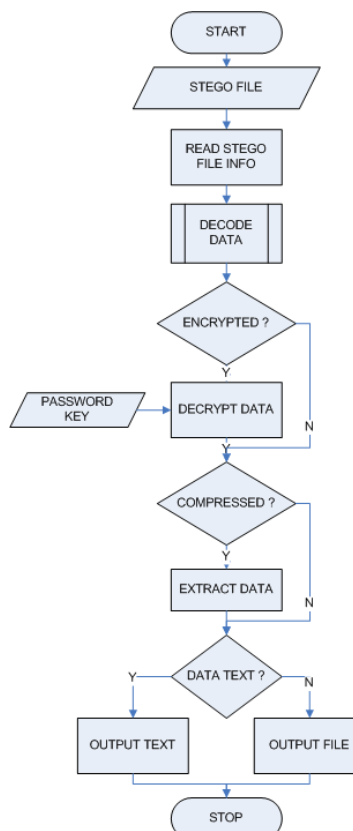 START
STEGO FILE
READ STEGO
FILE INFO
DECODE
DATA
ENCRYPTED ?
Y
PASSWORD
KEY
DECRYPT DATA
N
Y
COMPRESSED ?
Y
EXTRACT DATA
N
DATA TEXT ?
Y
N
OUTPUT TEXT
OUTPUT FILE
STOP